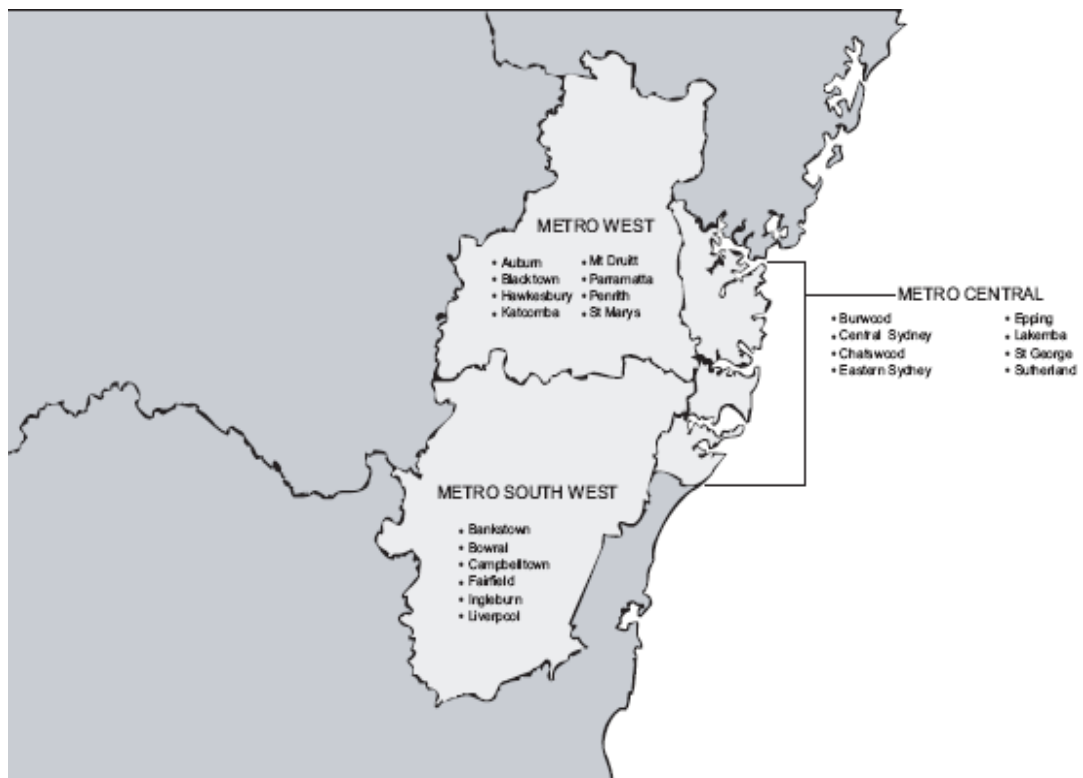 METRO WEST
• Auburn
• Blacktown
• Hawkesbury
• Katoomba
• Mt Druitt
• Parramatta
• Penrith
• St Marys
METRO CENTRAL
• Burwood
• Central Sydney
• Chatswood
• Eastern Sydney
• Epping
• Lakemba
• St George
• Sutherland
METRO SOUTH WEST
• Bankstown
• Bowral
• Campbelltown
• Fairfield
• Ingleburn
• Liverpool